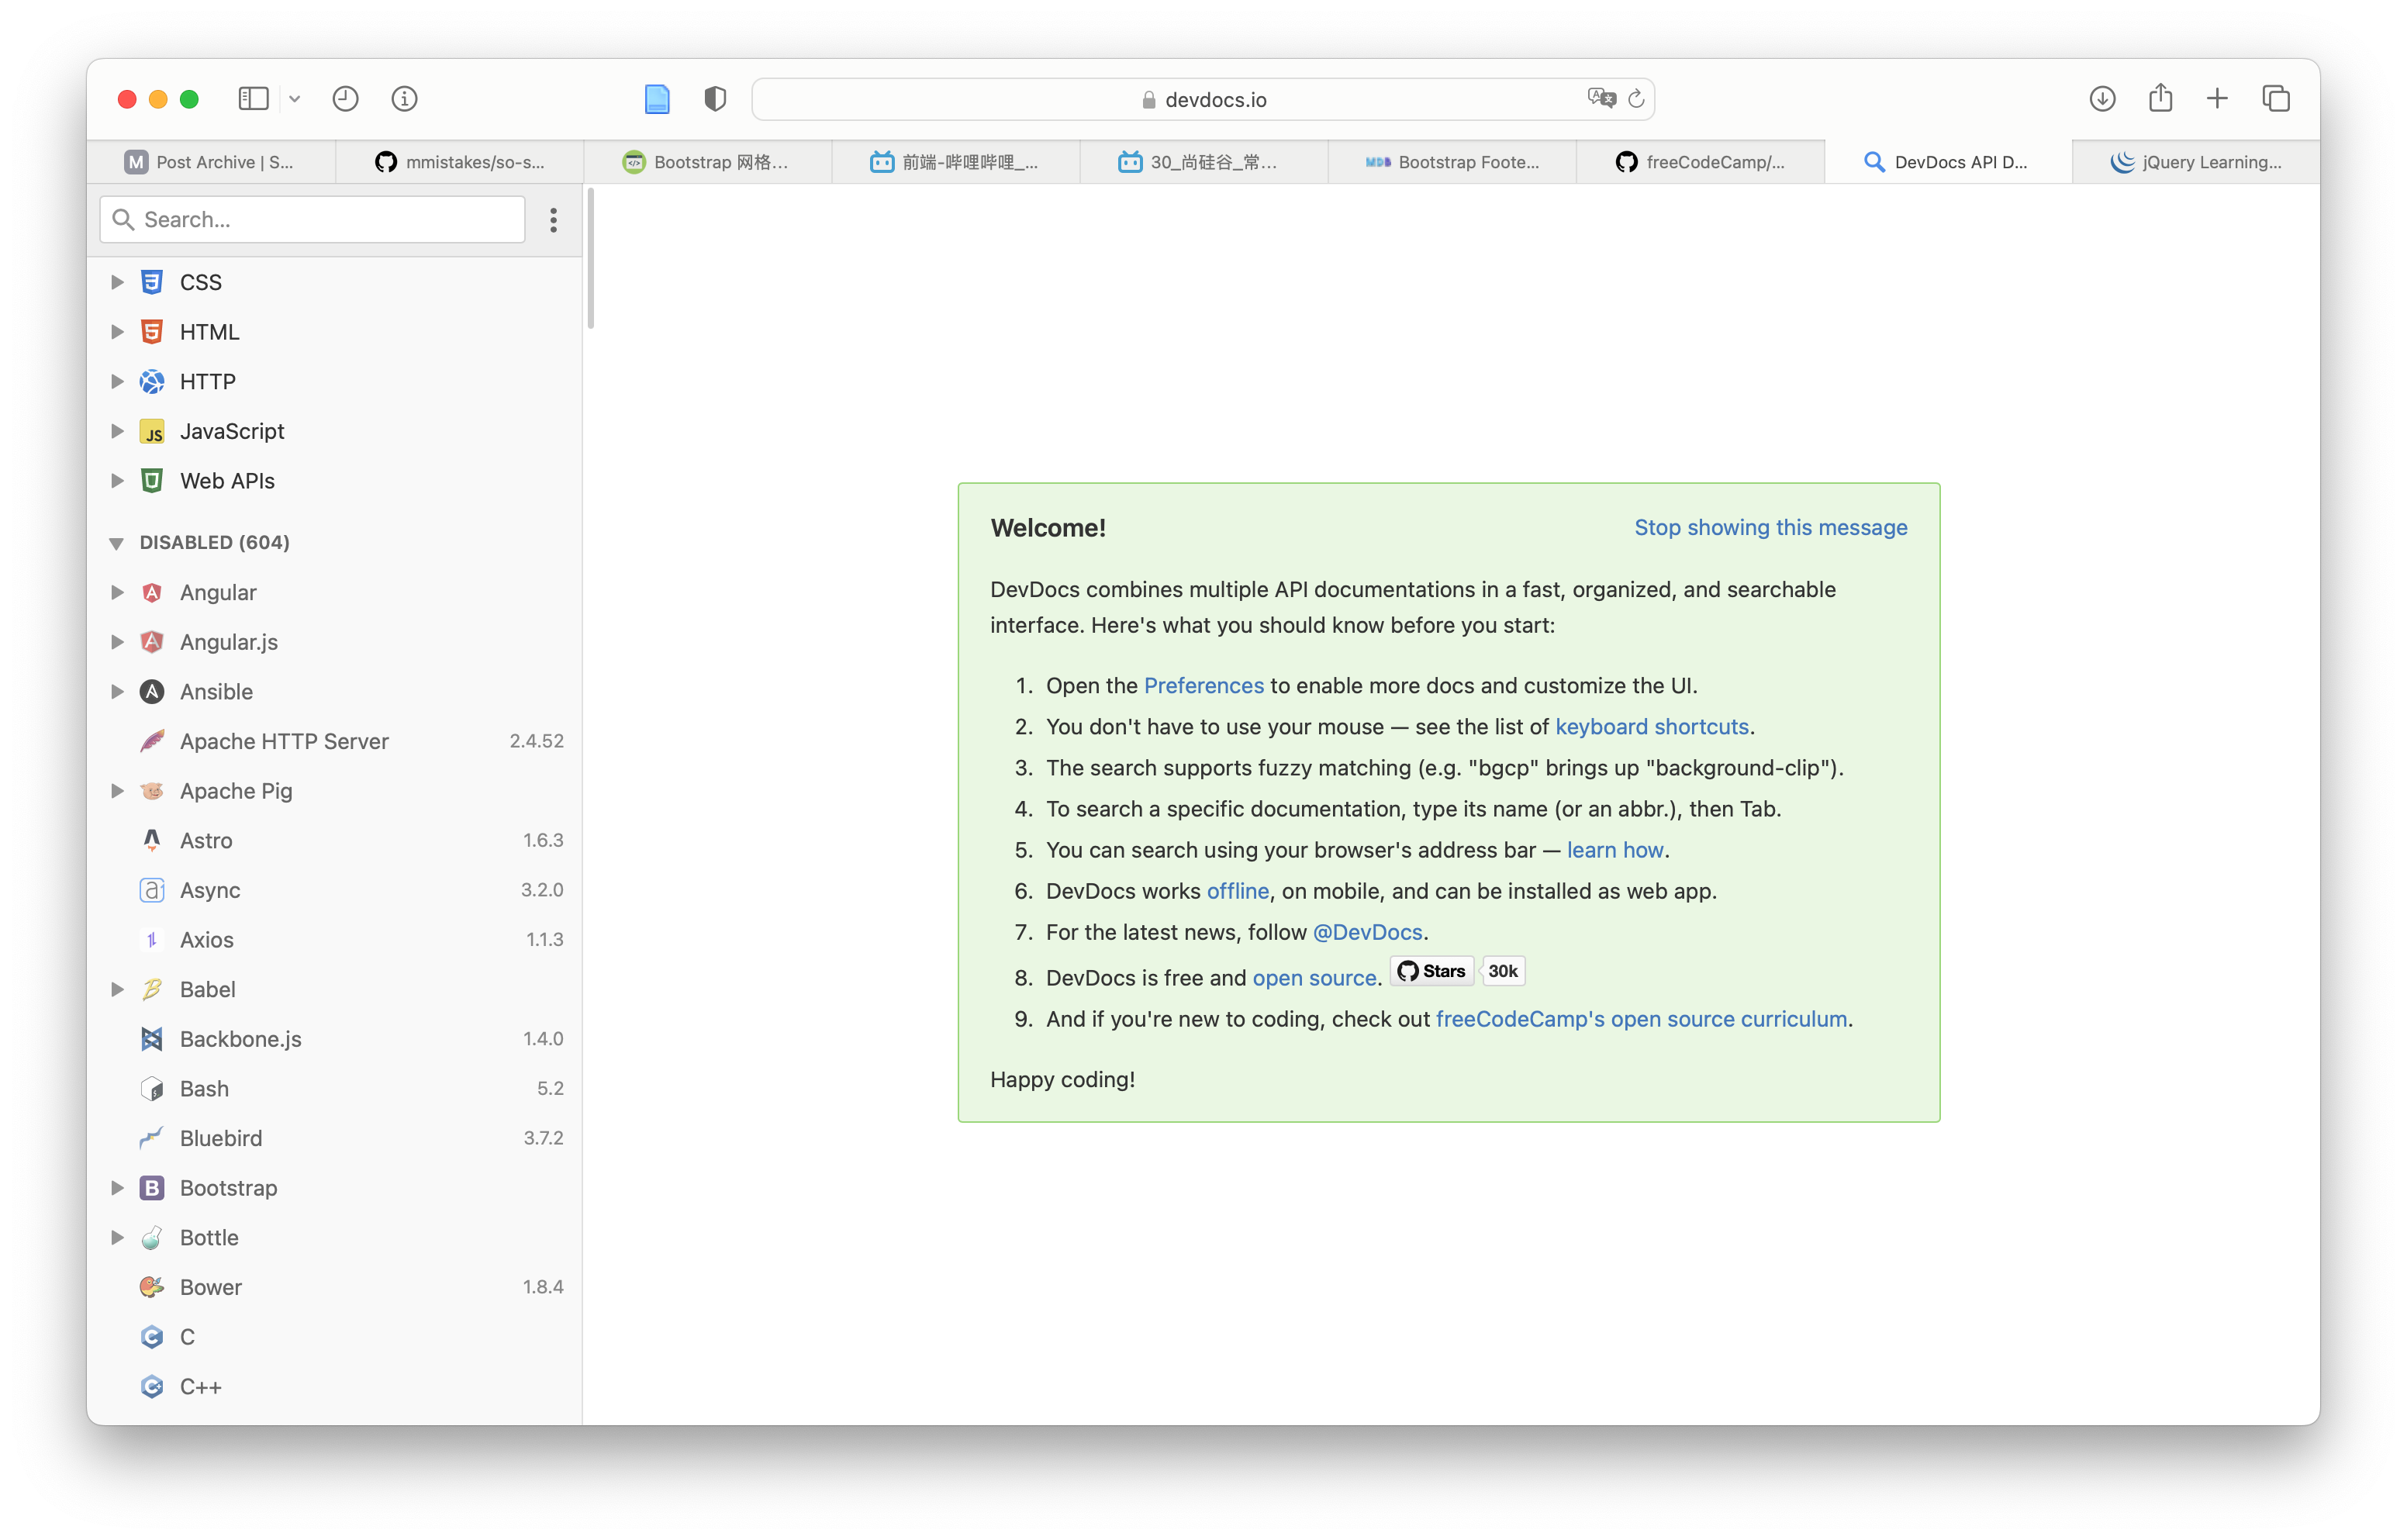 devdocs.io
Post Archive | S...
mmistakes/so-s...
Bootstrap 网格...
前端-哔哩哔哩_...
30_尚硅谷_常...
MDB Bootstrap Foote...
freeCodeCamp/...
DevDocs API D...
jQuery Learning...
Search...
CSS
HTML
HTTP
JavaScript
Web APIs
DISABLED (604)
Angular
Angular.js
Ansible
Apache HTTP Server 2.4.52
Apache Pig
Astro 1.6.3
Async 3.2.0
Axios 1.1.3
Babel
Backbone.js 1.4.0
Bash 5.2
Bluebird 3.7.2
Bootstrap
Bottle
Bower 1.8.4
C
C++
Welcome! Stop showing this message
DevDocs combines multiple API documentations in a fast, organized, and searchable
interface. Here's what you should know before you start:
1. Open the Preferences to enable more docs and customize the UI.
2. You don't have to use your mouse — see the list of keyboard shortcuts.
3. The search supports fuzzy matching (e.g. "bgcp" brings up "background-clip").
4. To search a specific documentation, type its name (or an abbr.), then Tab.
5. You can search using your browser's address bar — learn how.
6. DevDocs works offline, on mobile, and can be installed as web app.
7. For the latest news, follow @DevDocs.
8. DevDocs is free and open source. Stars 30k
9. And if you're new to coding, check out freeCodeCamp's open source curriculum.
Happy coding!